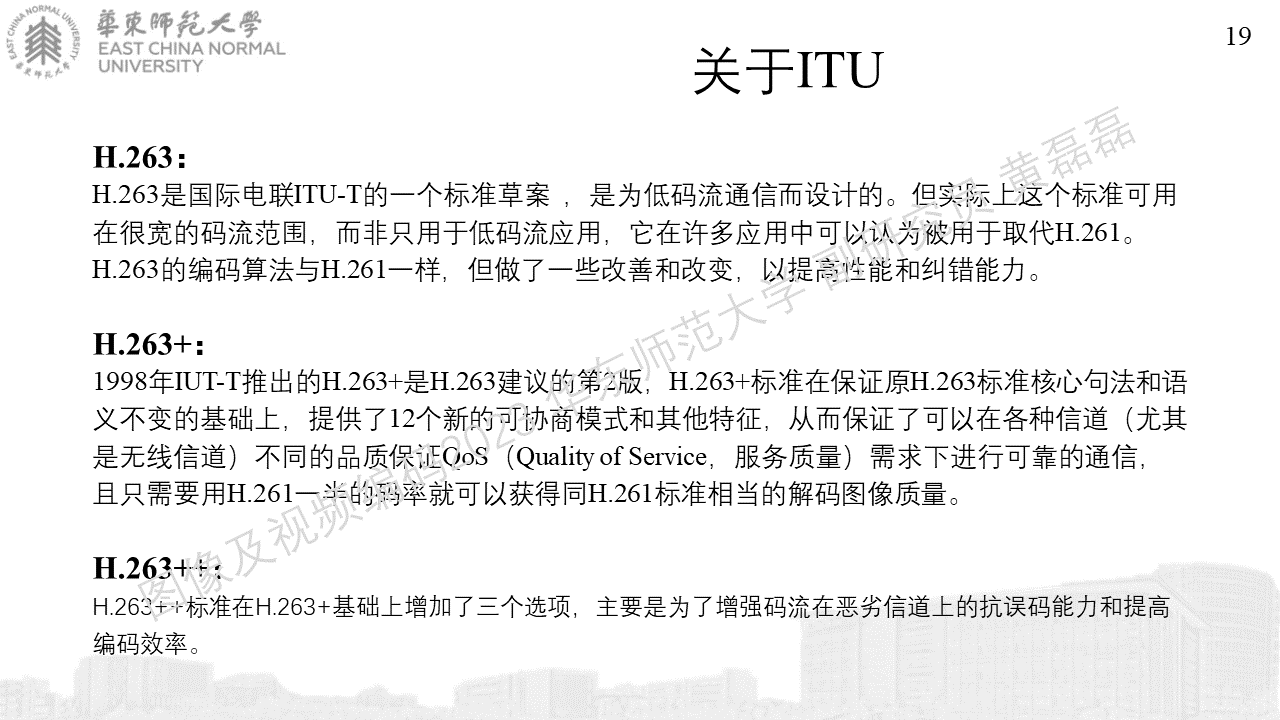 華東師范大學
EAST CHINA NORMAL
UNIVERSITY
EAST CHINA NORMAL UNIVERSITY
華東师范大學
19
关于ITU
H.263：
H.263是国际电联ITU-T的一个标准草案 ，是为低码流通信而设计的。但实际上这个标准可用
在很宽的码流范围，而非只用于低码流应用，它在许多应用中可以认为被用于取代H.261。
H.263的编码算法与H.261一样，但做了一些改善和改变，以提高性能和纠错能力。
H.263+：
1998年IUT-T推出的H.263+是H.263建议的第2版，H.263+标准在保证原H.263标准核心句法和语
义不变的基础上，提供了12个新的可协商模式和其他特征，从而保证了可以在各种信道（尤其
是无线信道）不同的品质保证QoS（Quality of Service，服务质量）需求下进行可靠的通信，
且只需要用H.261一半的码率就可以获得同H.261标准相当的解码图像质量。
H.263++：
H.263++标准在H.263+基础上增加了三个选项，主要是为了增强码流在恶劣信道上的抗误码能力和提高
编码效率。
图像及视频编码2023 华东师范大学 副研究员 黄磊磊